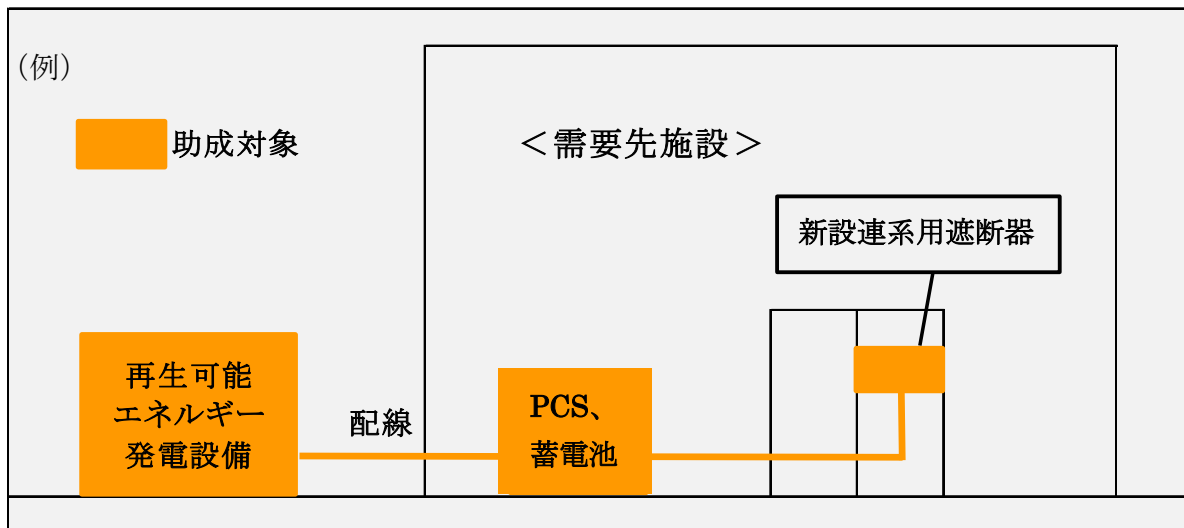 （例）
助成対象
＜需要先施設＞
新設連系用遮断器
再生可能
エネルギー
発電設備
配線
PCS、
蓄電池